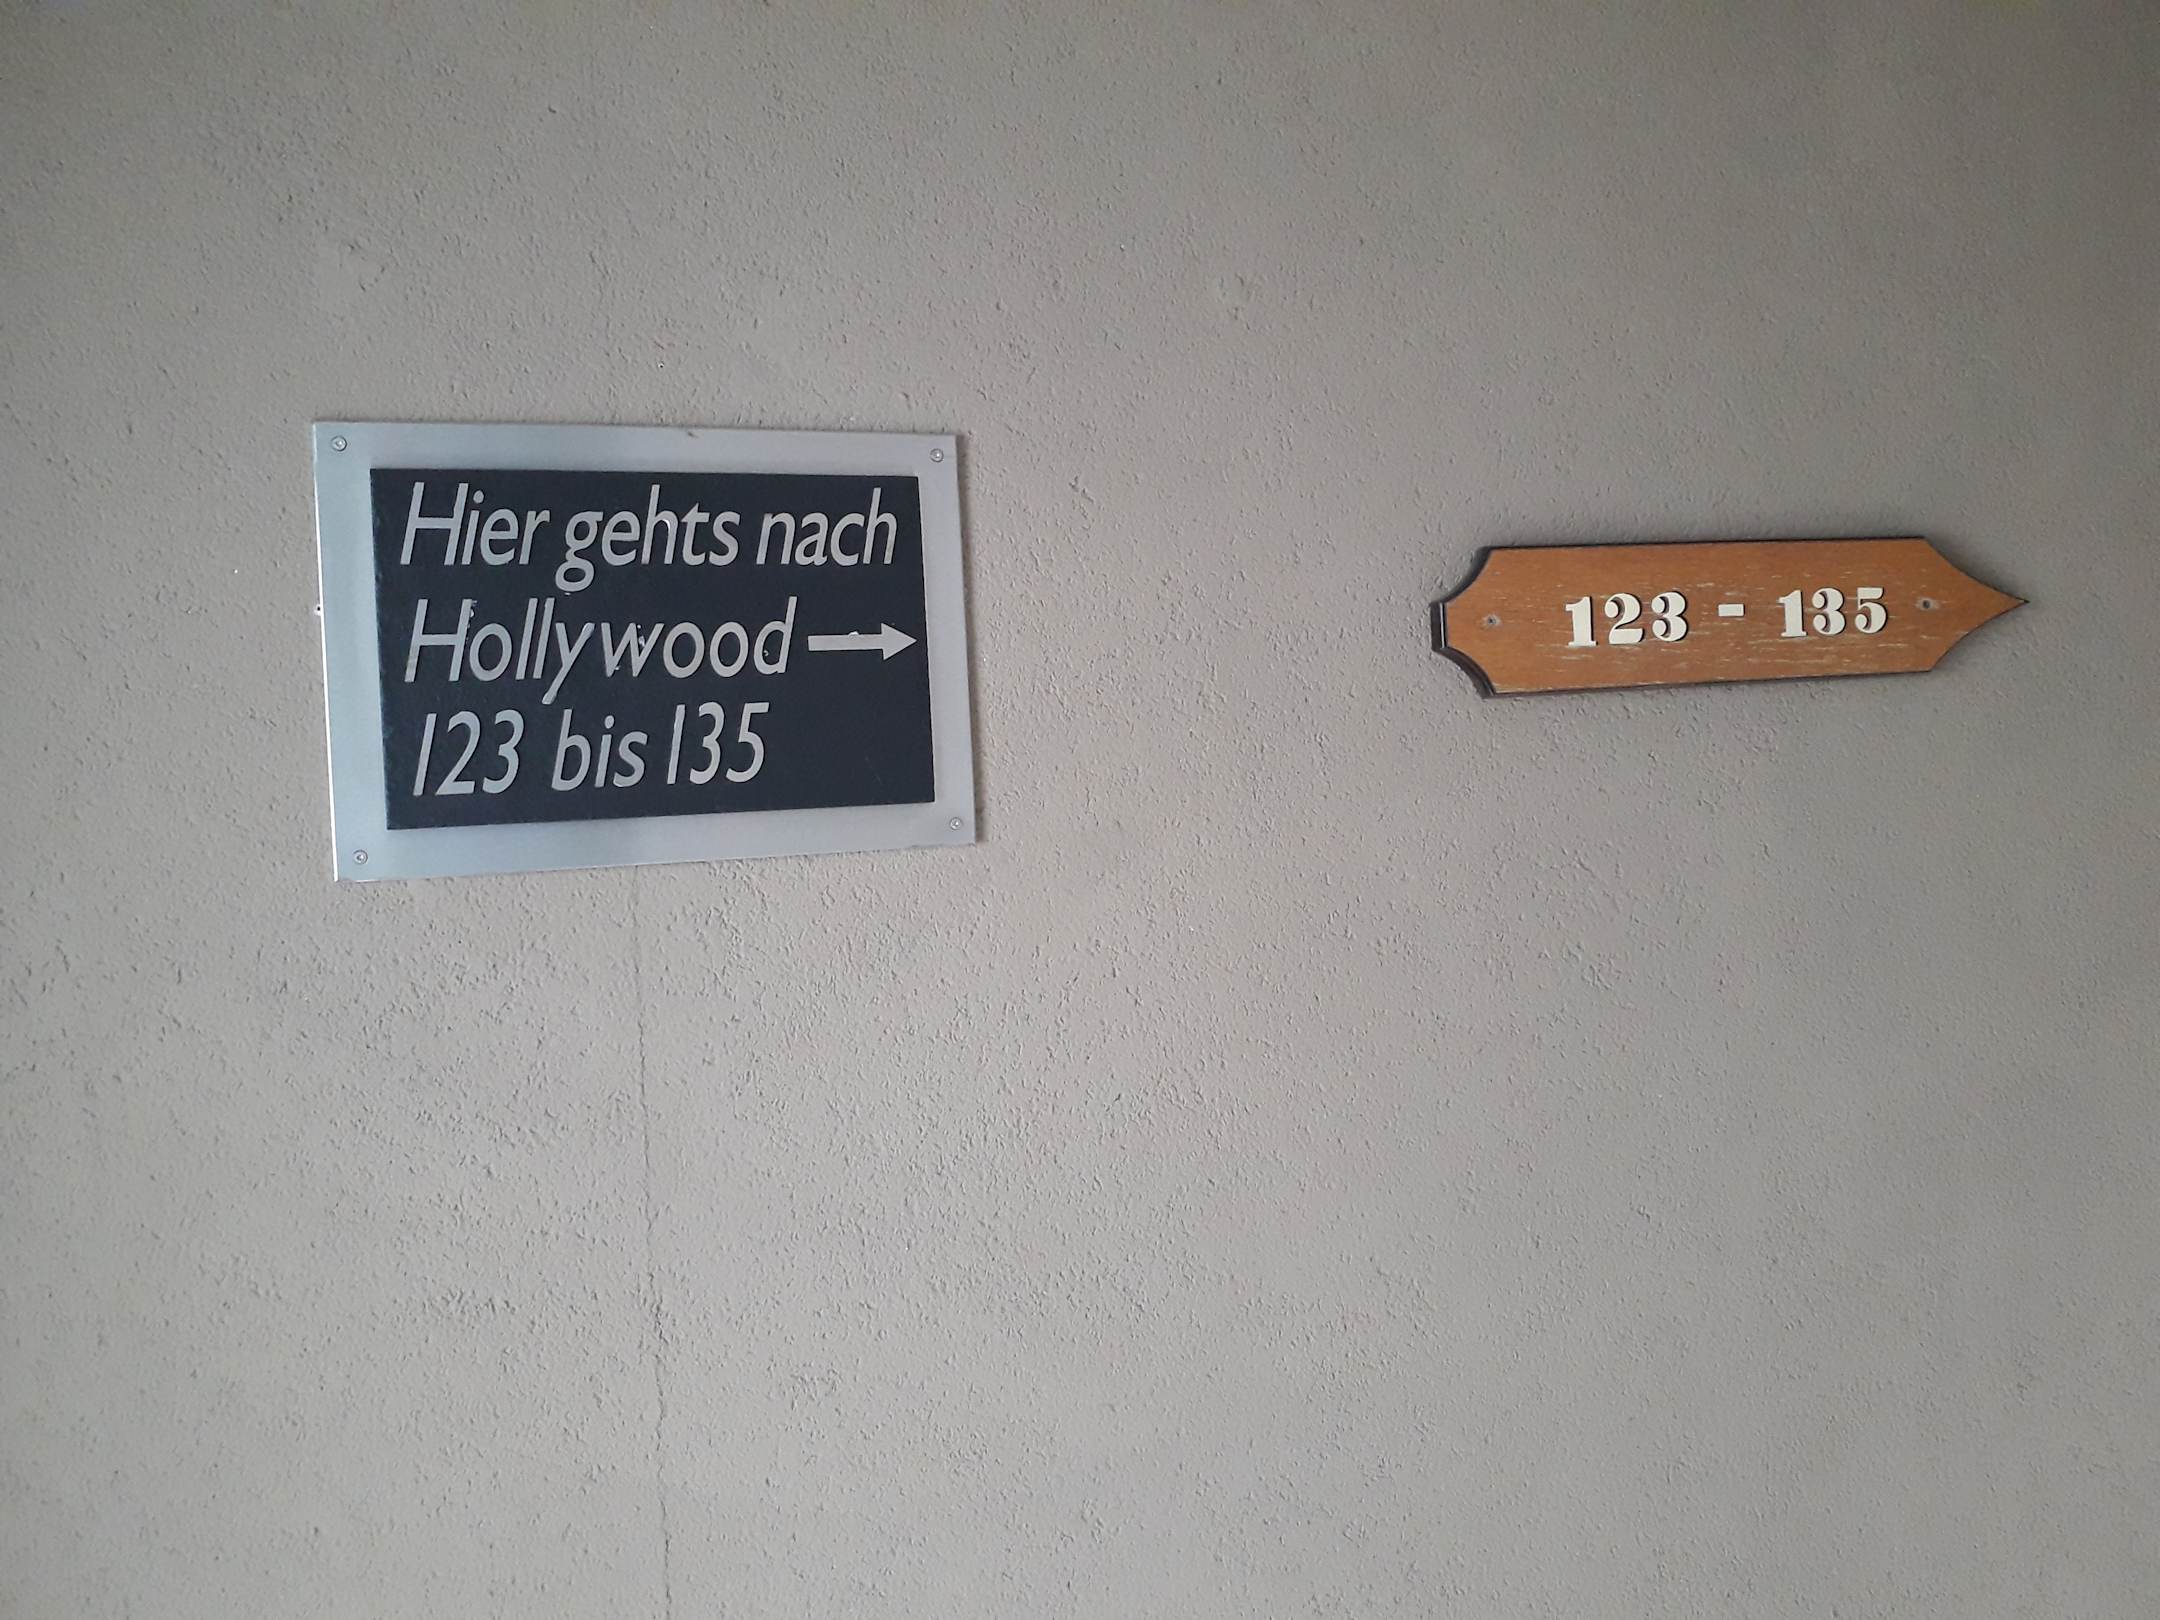 Hier gehts nach
Hollywood →
123 bis 135
123 - 135